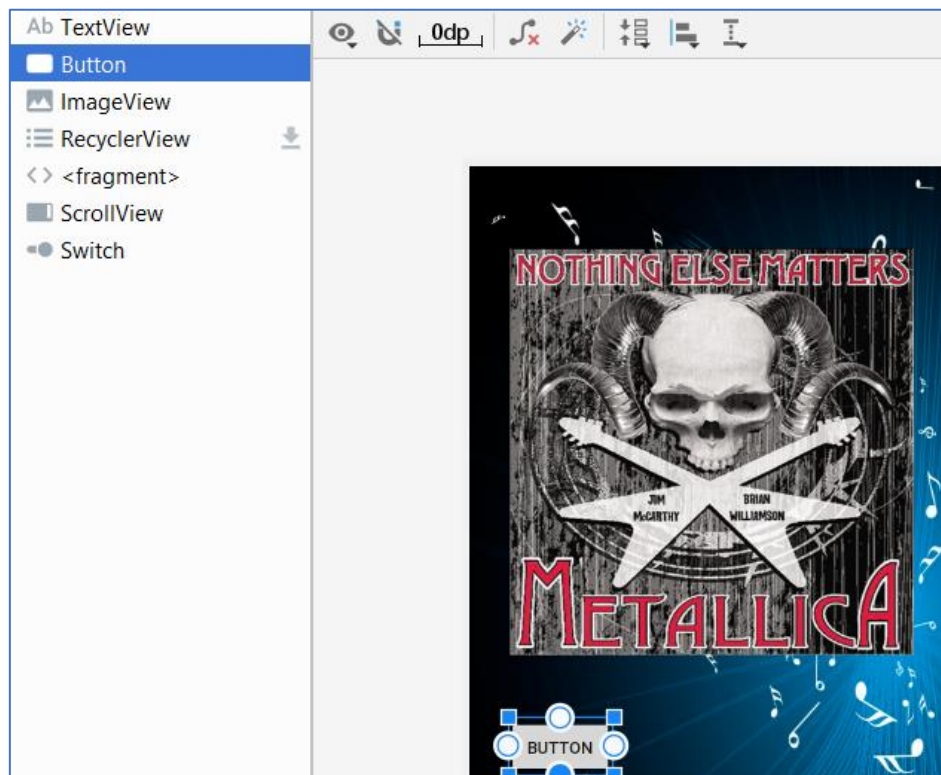 Ab TextView
Button
ImageView
RecyclerView
<fragment>
ScrollView
Switch
0dp
NOTHING ELSE MATTERS
JIM
McCARTHY
BRIAN
WILLIAMSON
METALLICA
BUTTON